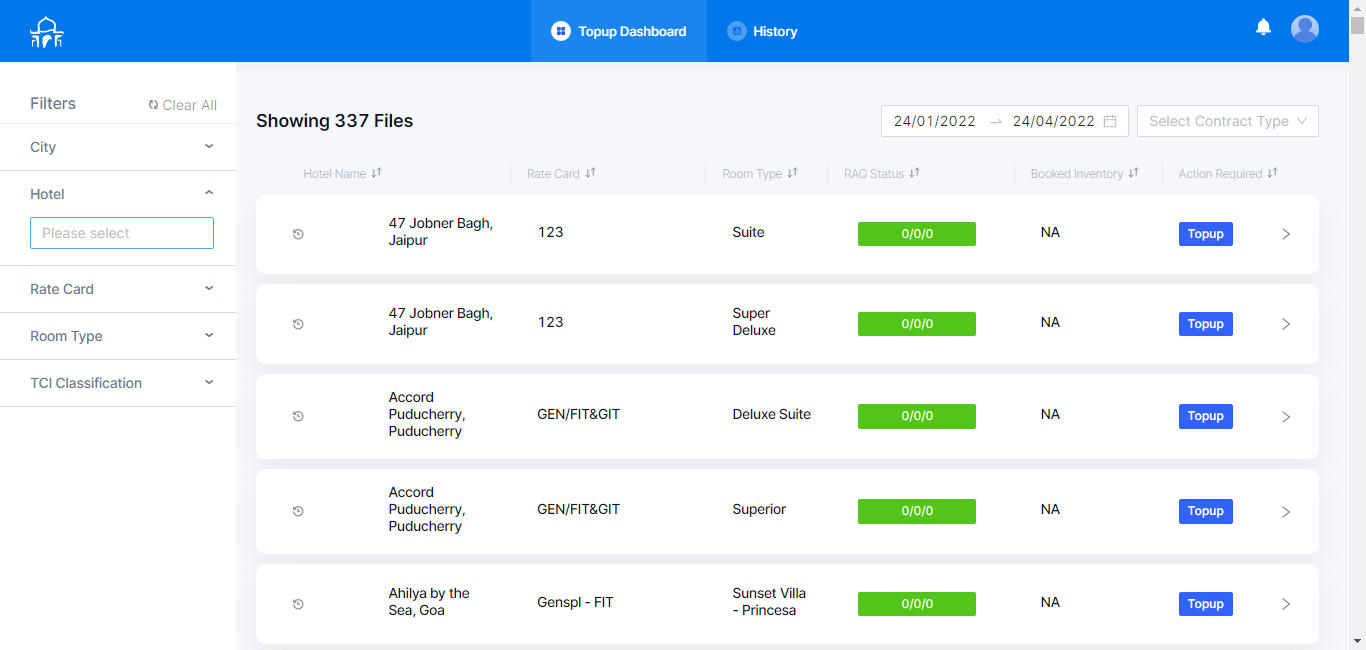 Topup Dashboard
History
Filters
Clear All
City
Hotel
Please select
Rate Card
Room Type
TCI Classification
Showing 337 Files
24/01/2022 → 24/04/2022
Select Contract Type
Hotel Name Rate Card Room Type RAG Status Booked Inventory Action Required
47 Jobner Bagh,
Jaipur
123
Suite
0/0/0
NA
Topup
47 Jobner Bagh,
Jaipur
123
Super
Deluxe
0/0/0
NA
Topup
Accord
Puducherry,
Puducherry
GEN/FIT&GIT
Deluxe Suite
0/0/0
NA
Topup
Accord
Puducherry,
Puducherry
GEN/FIT&GIT
Superior
0/0/0
NA
Topup
Ahilya by the
Sea, Goa
Genspl - FIT
Sunset Villa
- Princesa
0/0/0
NA
Topup